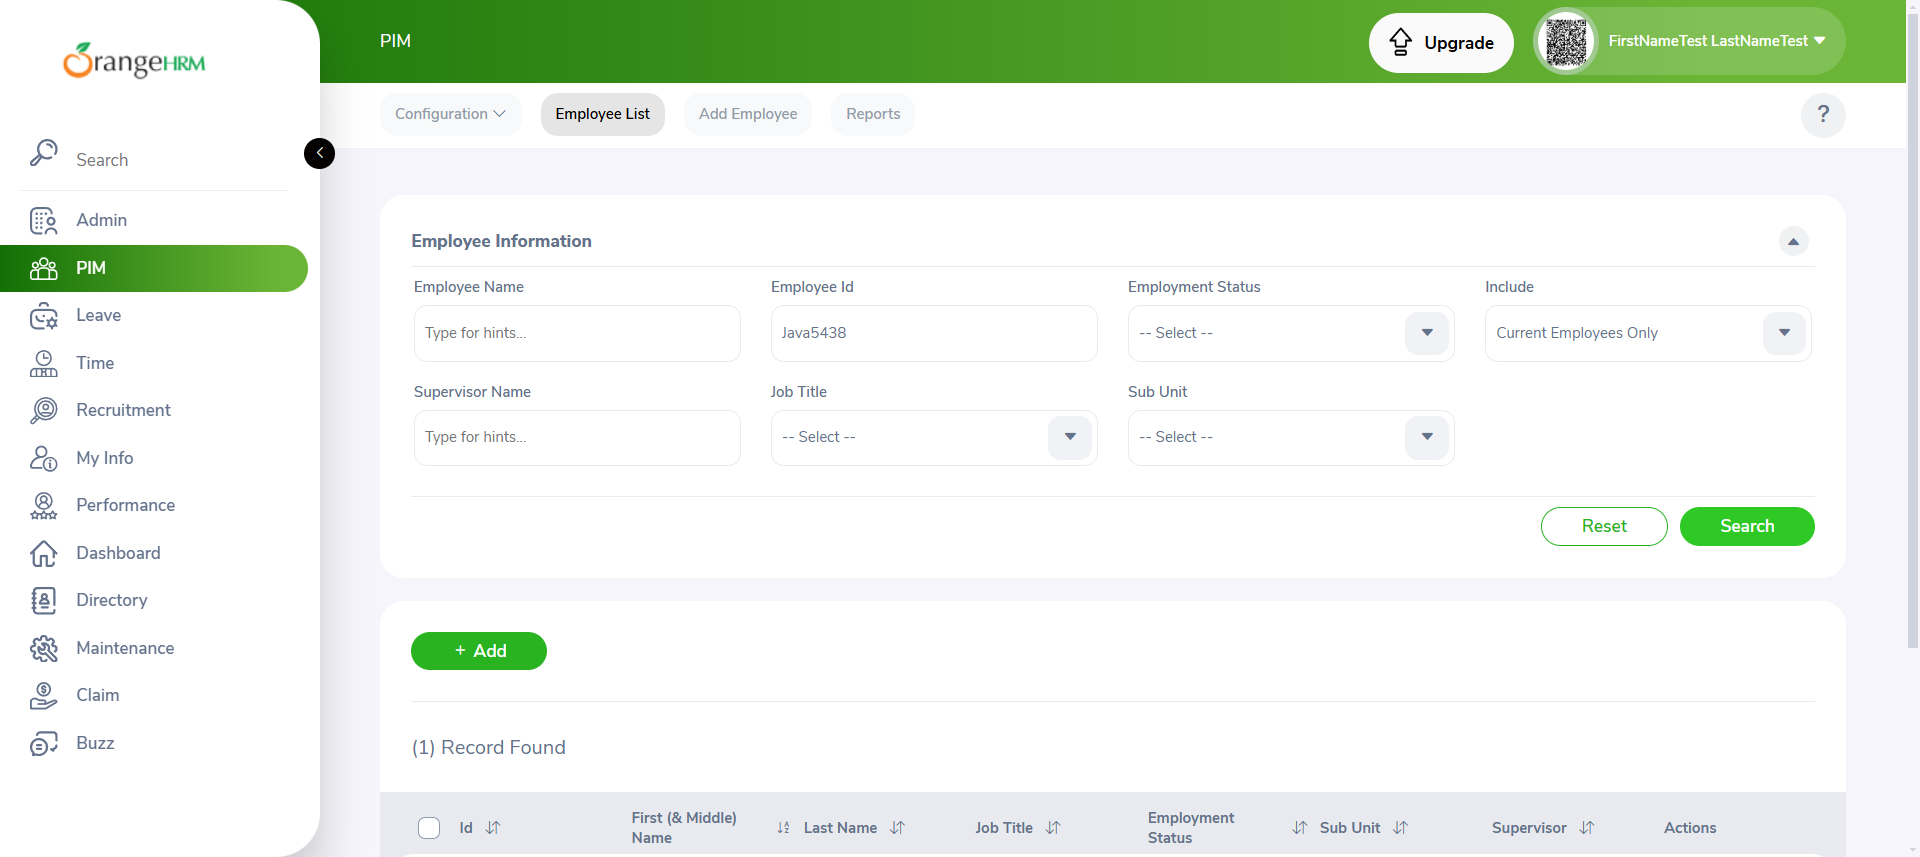 PIM
Upgrade
FirstNameTest LastNameTest
OrangeHRM
Configuration
Employee List
Add Employee
Reports
?
Search
Admin
PIM
Leave
Time
Recruitment
My Info
Performance
Dashboard
Directory
Maintenance
Claim
Buzz
Employee Information
Employee Name
Employee Id
Employment Status
Include
Type for hints...
Java5438
-- Select --
Current Employees Only
Supervisor Name
Job Title
Sub Unit
Type for hints...
-- Select --
-- Select --
Reset
Search
+ Add
(1) Record Found
Id
First (& Middle)
Name
Last Name
Job Title
Employment
Status
Sub Unit
Supervisor
Actions